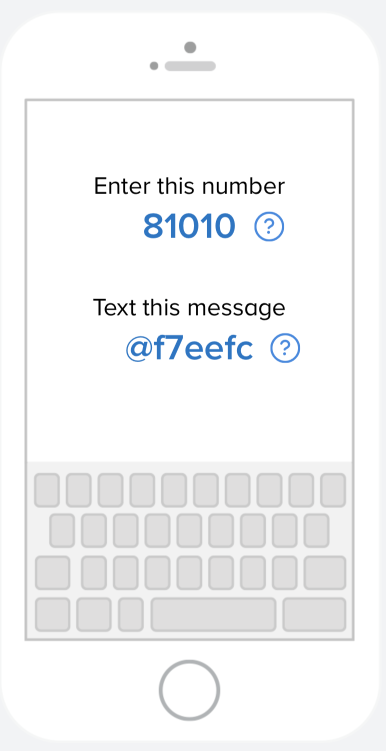 Enter this number
81010 ?
Text this message
@f7eefc ?